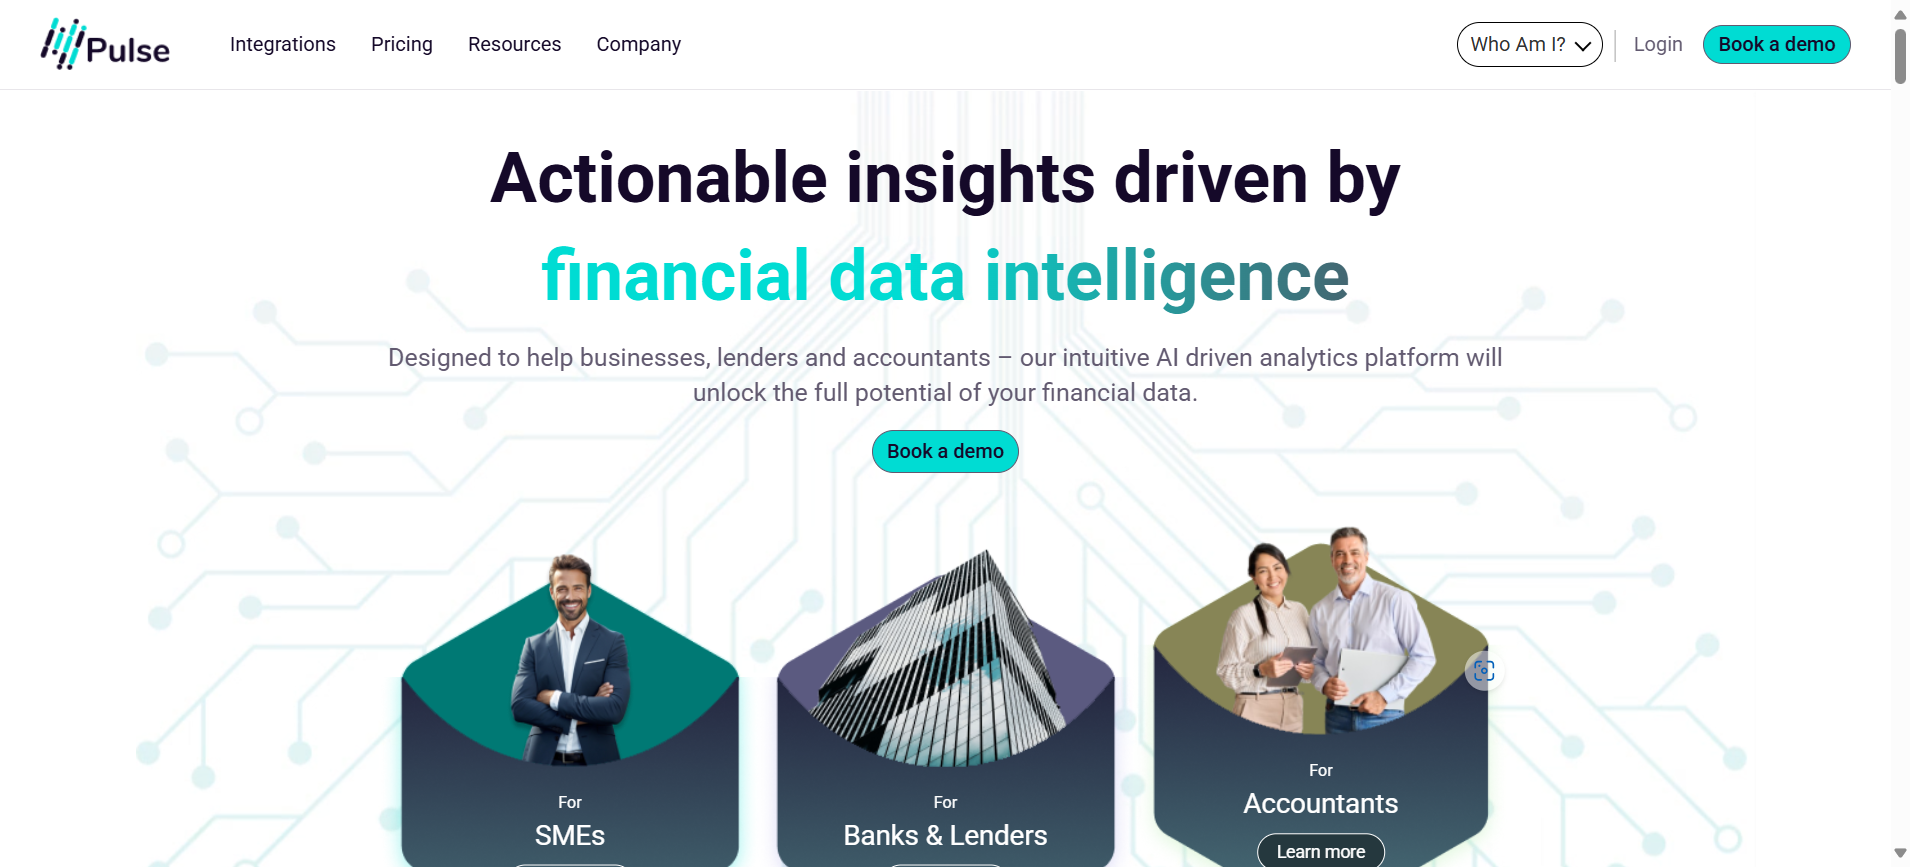 Pulse
Integrations
Pricing
Resources
Company
Who Am I?
Login
Book a demo
Actionable insights driven by
financial data intelligence
Designed to help businesses, lenders and accountants – our intuitive AI driven analytics platform will
unlock the full potential of your financial data.
Book a demo
For
SMEs
For
Banks & Lenders
For
Accountants
Learn more